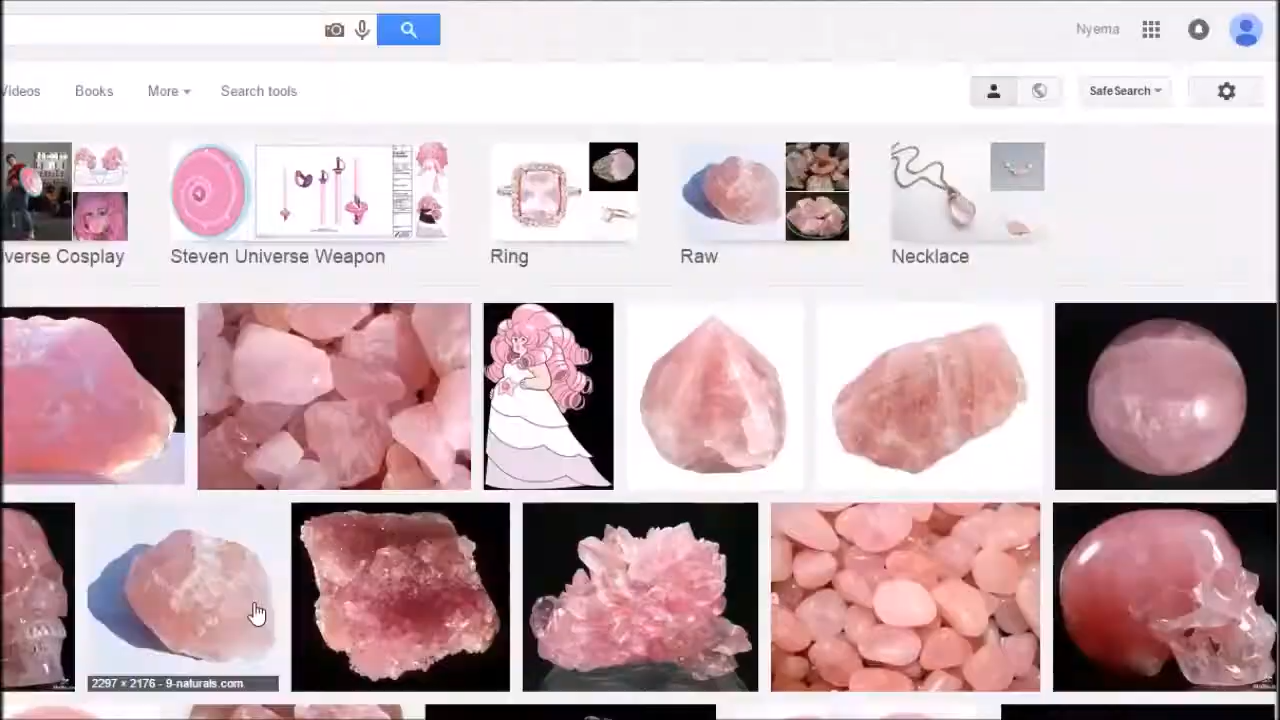 Nyema
Videos Books More Search tools SafeSearch
verse Cosplay Steven Universe Weapon Ring Raw Necklace
2297 × 2176 - 9-naturals.com